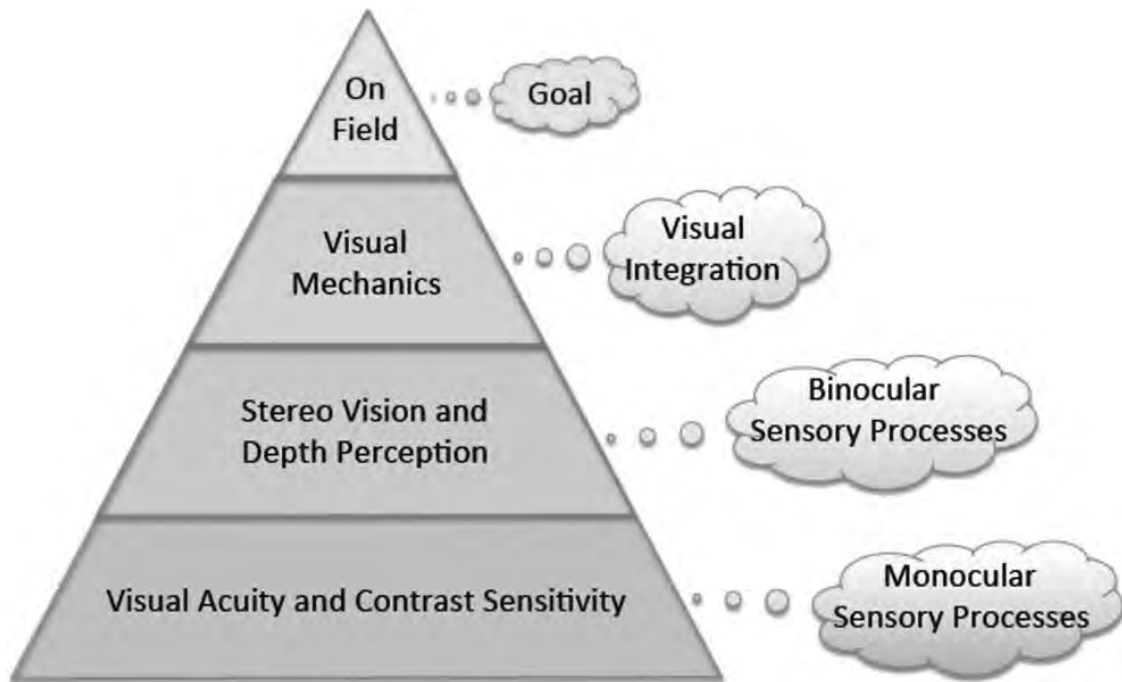 On
Field
Goal
Visual
Mechanics
Visual
Integration
Stereo Vision and
Depth Perception
Binocular
Sensory Processes
Visual Acuity and Contrast Sensitivity
Monocular
Sensory Processes